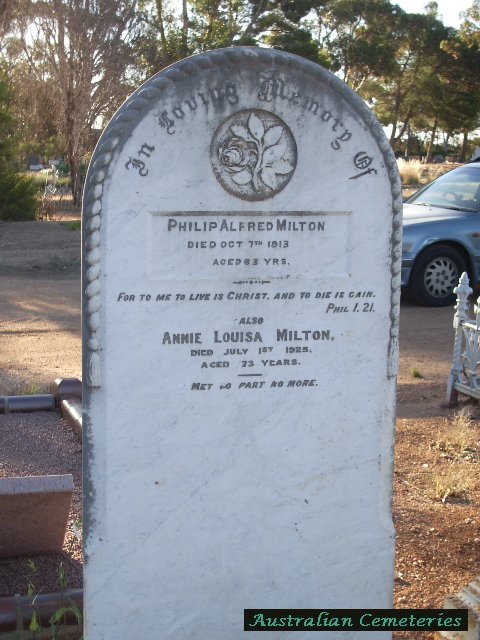 In Loving Memory Of
PHILIP ALFRED MILTON
DIED OCT 7TH 1913
AGED 63 YRS.
FOR TO ME TO LIVE IS CHRIST, AND TO DIE IS GAIN.
PHIL 1.21.
ALSO
ANNIE LOUISA MILTON,
DIED JULY 1ST 1925,
AGED 73 YEARS.
MET TO PART NO MORE.
Australian Cemeteries